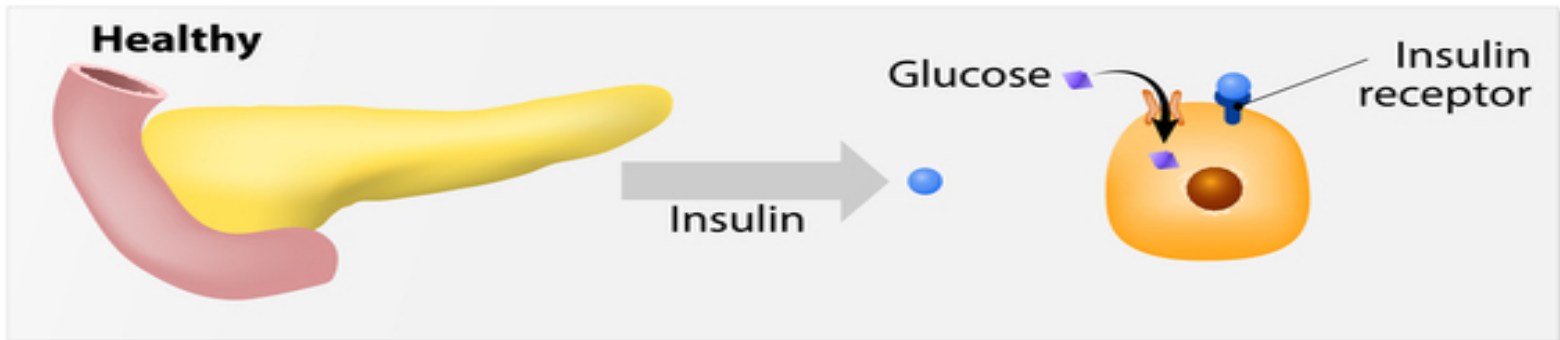 Healthy
Insulin
Glucose
Insulin
receptor